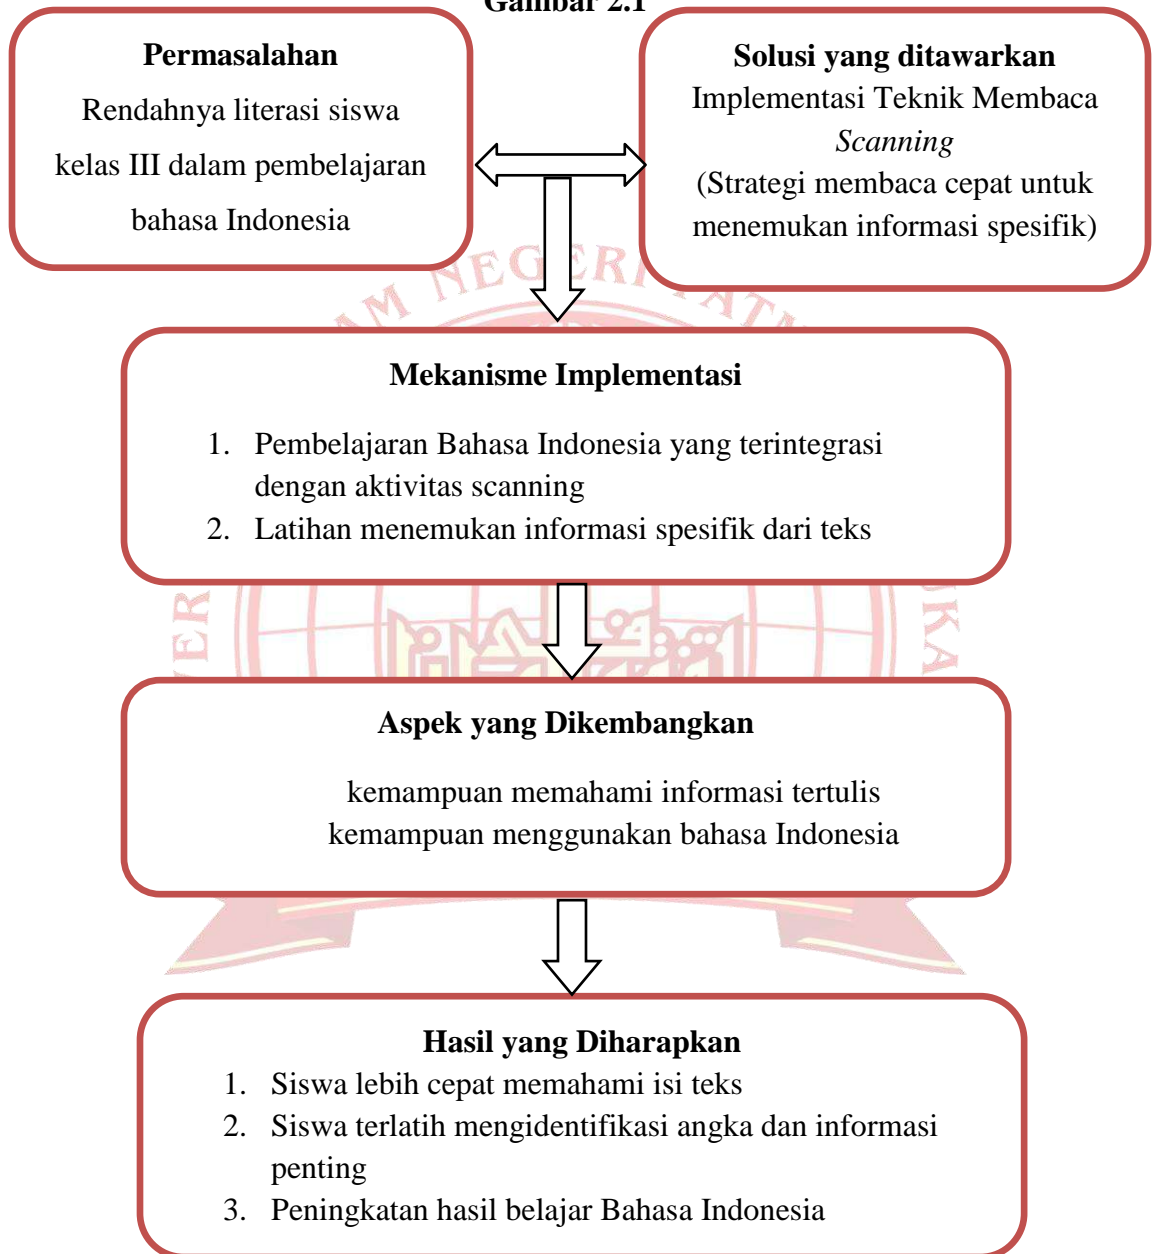 Gambar 2.1
Permasalahan
Rendahnya literasi siswa
kelas III dalam pembelajaran
bahasa Indonesia
Solusi yang ditawarkan
Implementasi Teknik Membaca
Scanning
(Strategi membaca cepat untuk
menemukan informasi spesifik)
NEGERI
Mekanisme Implementasi
1. Pembelajaran Bahasa Indonesia yang terintegrasi
dengan aktivitas scanning
2. Latihan menemukan informasi spesifik dari teks
Aspek yang Dikembangkan
kemampuan memahami informasi tertulis
kemampuan menggunakan bahasa Indonesia
Hasil yang Diharapkan
1. Siswa lebih cepat memahami isi teks
2. Siswa terlatih mengidentifikasi angka dan informasi
penting
3. Peningkatan hasil belajar Bahasa Indonesia